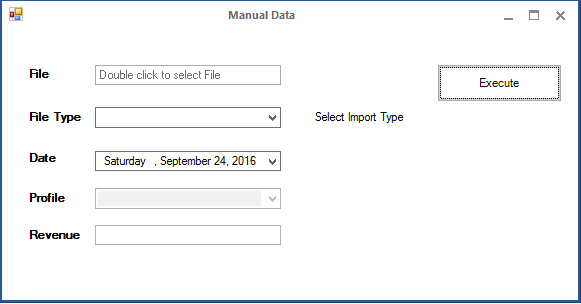 Manual Data
File
Double click to select File
Execute
File Type
Select Import Type
Date
Saturday , September 24, 2016
Profile
Revenue